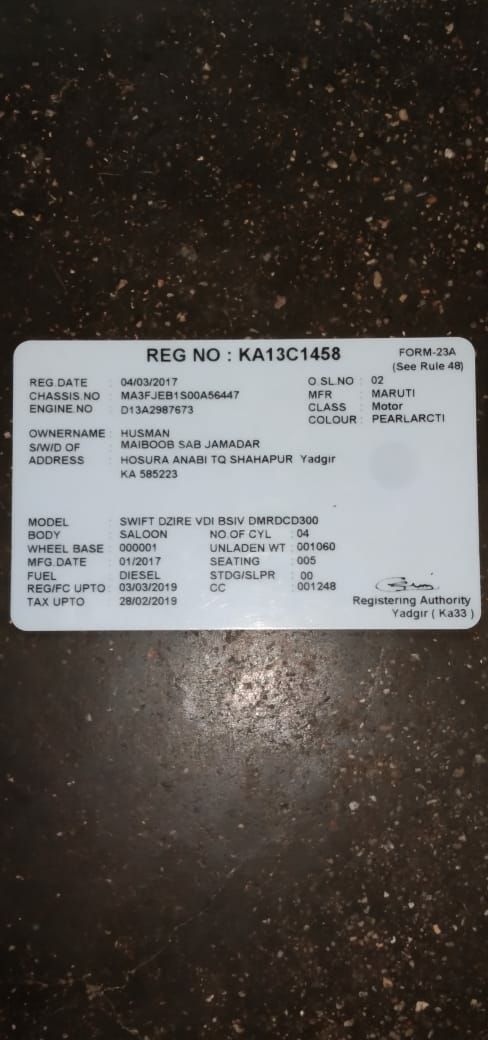 REG NO : KA13C1458
FORM-23A
(See Rule 48)
REG.DATE : 04/03/2017 O.SL.NO : 02
CHASSIS.NO : MA3FJEB1S00A56447 MFR : MARUTI
ENGINE.NO : D13A2987673 CLASS : Motor
COLOUR : PEARLARCTI
OWNERNAME : HUSMAN
S/W/D OF : MAIBOOB SAB JAMADAR
ADDRESS : HOSURA ANABI TQ SHAHAPUR Yadgir
KA 585223
MODEL : SWIFT DZIRE VDI BSIV DMRDCD300
BODY : SALOON NO.OF CYL : 04
WHEEL BASE : 000001 UNLADEN WT : 001060
MFG.DATE : 01/2017 SEATING : 005
FUEL : DIESEL STDG/SLPR : 00
REG/FC UPTO : 03/03/2019 CC : 001248
TAX UPTO : 28/02/2019
Registering Authority
Yadgir ( Ka33 )